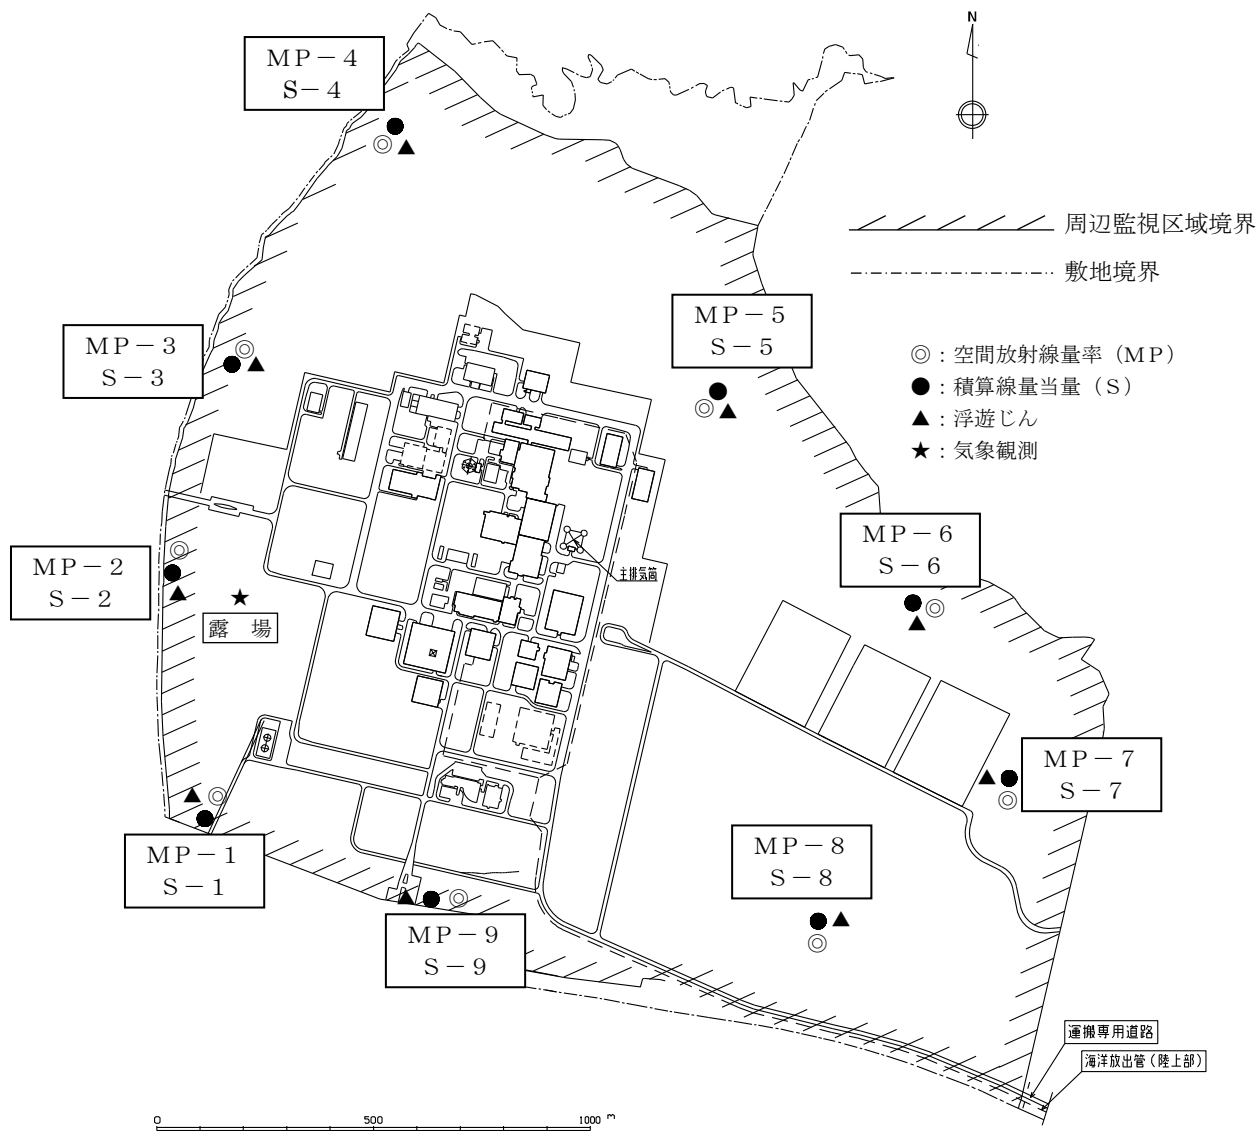 N
ＭＰ－４
Ｓ－４
周辺監視区域境界
敷地境界
ＭＰ－５
Ｓ－５
ＭＰ－３
Ｓ－３
◎：空間放射線量率（ＭＰ）
●：積算線量当量（Ｓ）
▲：浮遊じん
★：気象観測
ＭＰ－６
Ｓ－６
ＭＰ－２
Ｓ－２
主排気筒
露　場
ＭＰ－７
Ｓ－７
ＭＰ－１
Ｓ－１
ＭＰ－８
Ｓ－８
ＭＰ－９
Ｓ－９
運搬専用道路
海洋放出管（陸上部）
0 500 1000 m